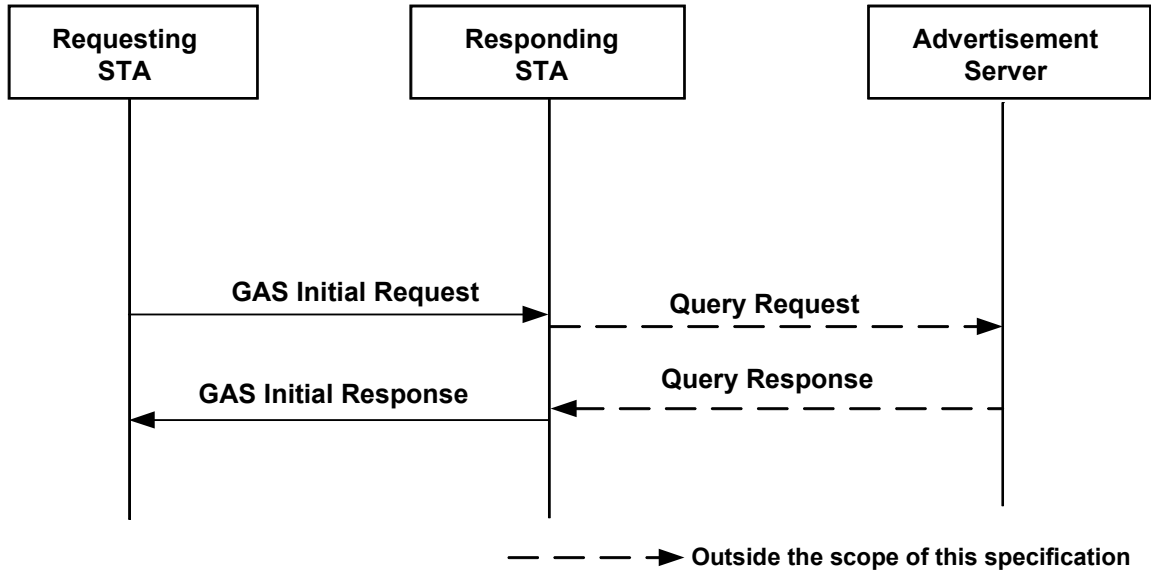 Requesting
STA
Responding
STA
Advertisement
Server
GAS Initial Request
Query Request
Query Response
GAS Initial Response
Outside the scope of this specification